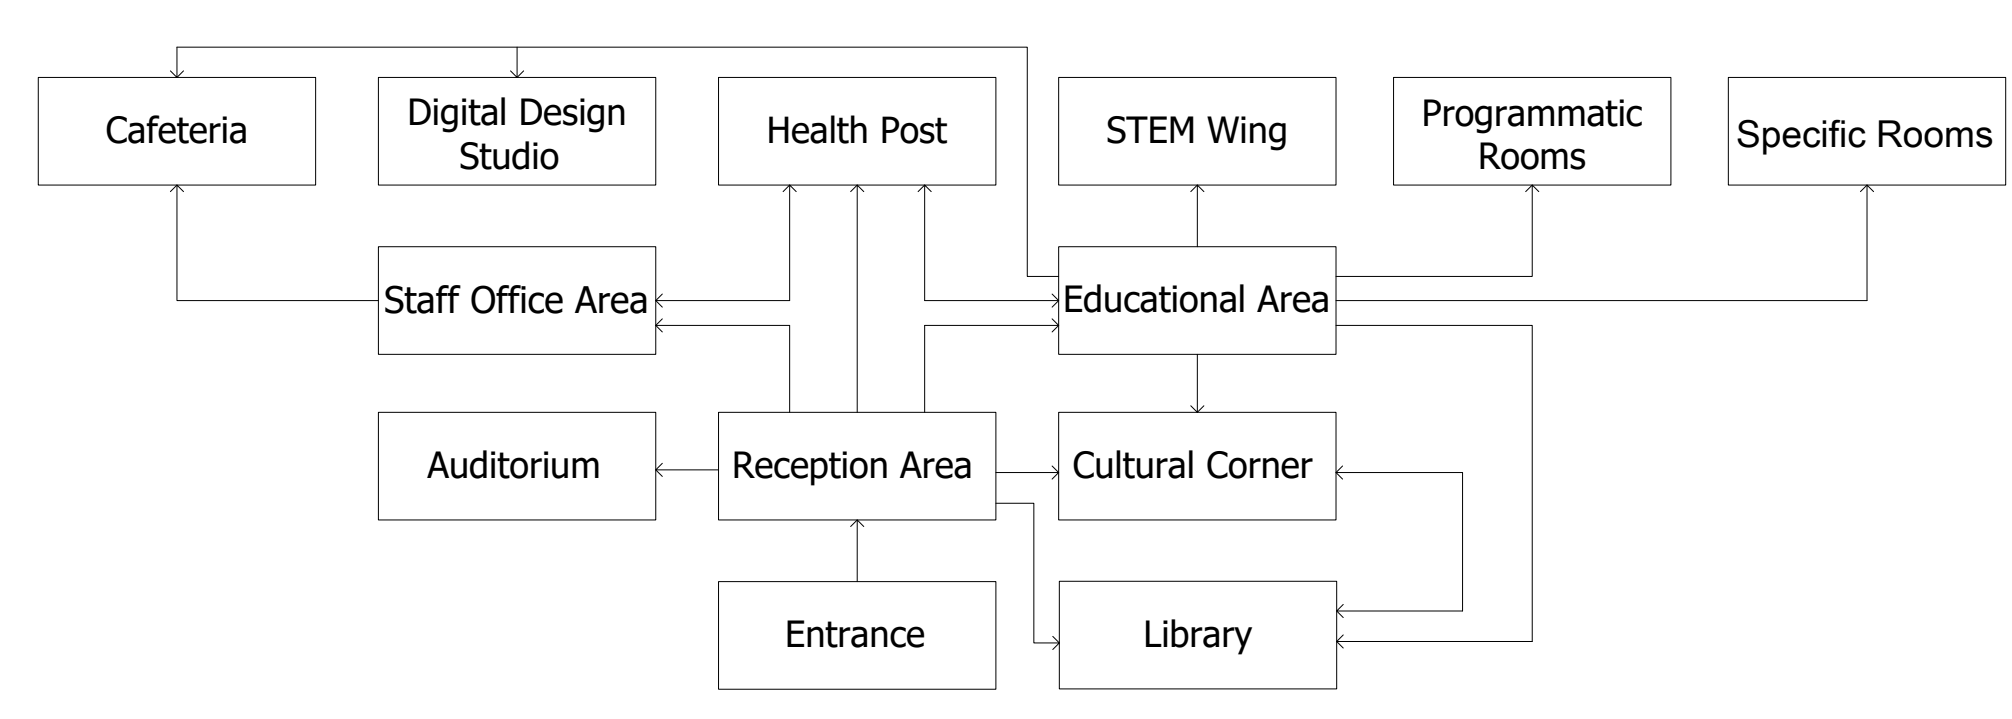 Cafeteria
Digital Design
Studio
Health Post
STEM Wing
Programmatic
Rooms
Specific Rooms
Staff Office Area
Educational Area
Auditorium
Reception Area
Cultural Corner
Entrance
Library